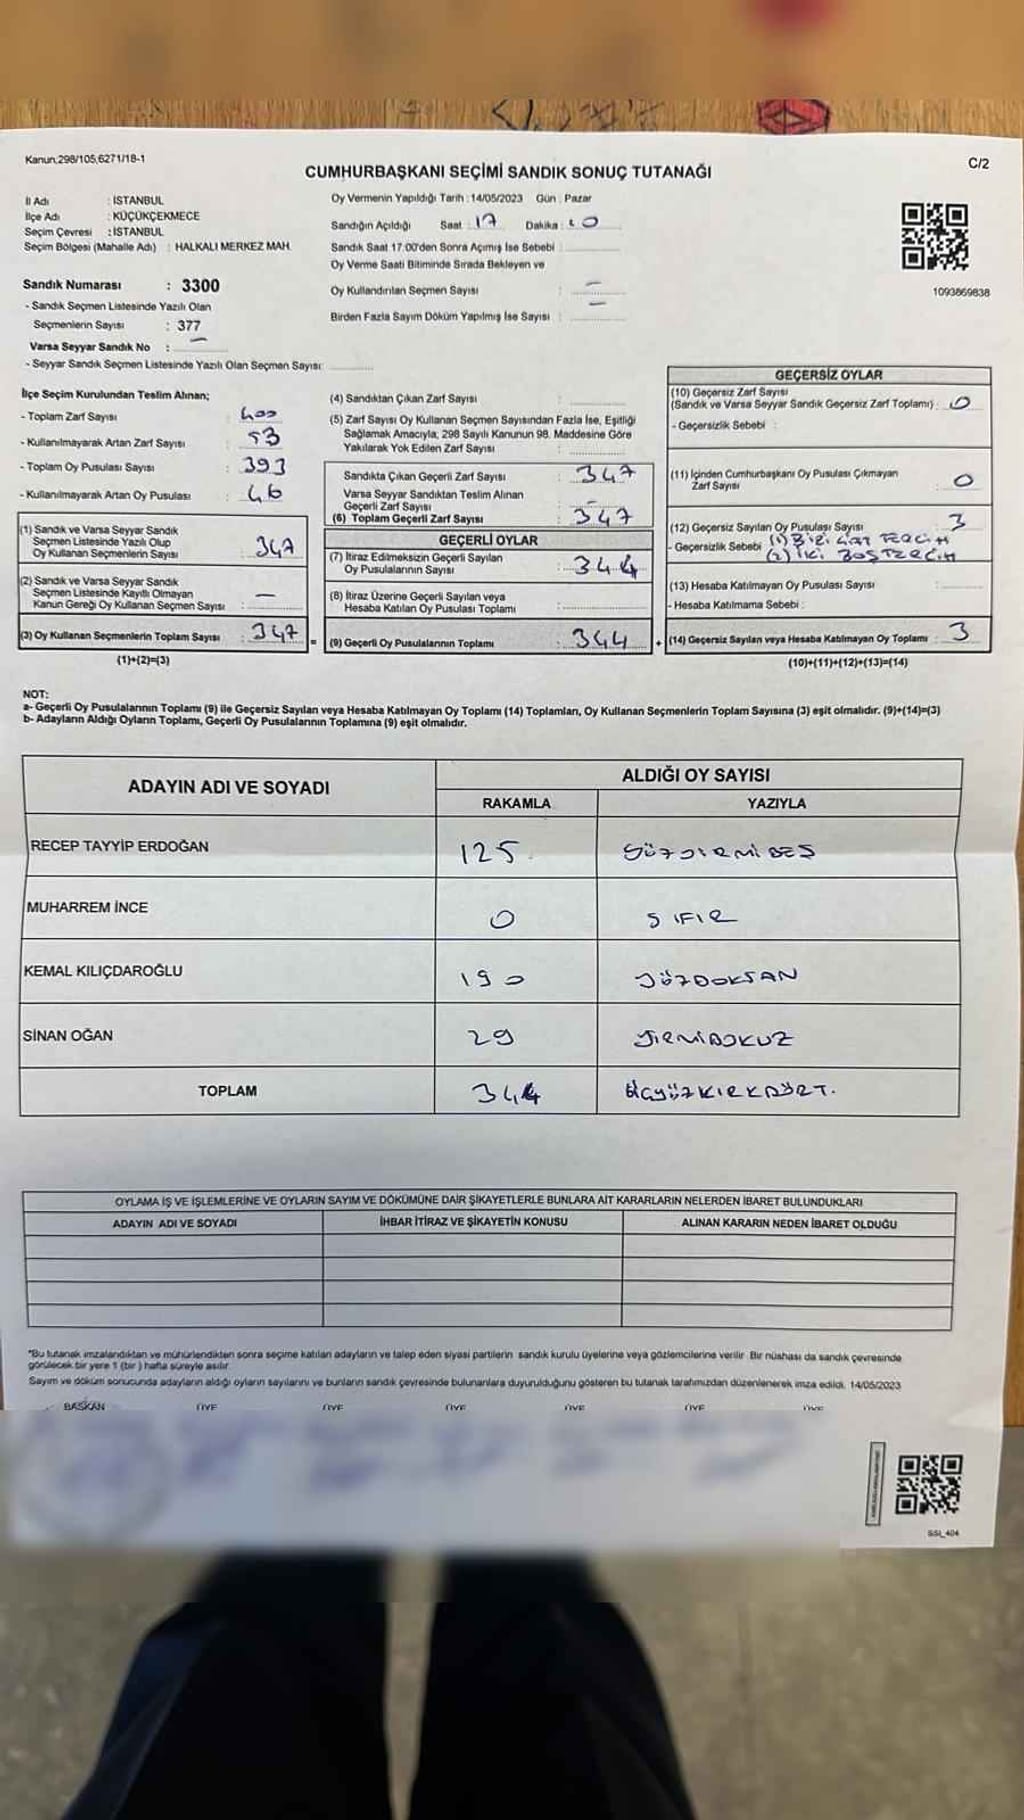 Kanun;298/105,6271/18-1
C/2
CUMHURBAŞKANI SEÇİMİ SANDIK SONUÇ TUTANAĞI
İl Adı : İSTANBUL
İlçe Adı : KÜÇÜKÇEKMECE
Seçim Çevresi : İSTANBUL
Seçim Bölgesi (Mahalle Adı) : HALKALI MERKEZ MAH.
Oy Vermenin Yapıldığı Tarih : 14/05/2023 Gün : Pazar
Sandığın Açıldığı Saat : 17 Dakika :
Sandık Saat 17:00'den Sonra Açımış İse Sebebi :
Oy Verme Saati Bitiminde Sırada Bekleyen ve
Oy Kullandırılan Seçmen Sayısı : -
Birden Fazla Sayım Döküm Yapılmış İse Sayısı : -
1093869838
Sandık Numarası : 3300
- Sandık Seçmen Listesinde Yazılı Olan
Seçmenlerin Sayısı : 377
Varsa Seyyar Sandık No : -
- Seyyar Sandık Seçmen Listesinde Yazılı Olan Seçmen Sayısı:
İlçe Seçim Kurulundan Teslim Alınan;
- Toplam Zarf Sayısı : 400
- Kullanılmayarak Artan Zarf Sayısı : 53
- Toplam Oy Pusulası Sayısı : 393
- Kullanılmayarak Artan Oy Pusulası : 46
(1) Sandık ve Varsa Seyyar Sandık
Seçmen Listesinde Yazılı Olup
Oy Kullanan Seçmenlerin Sayısı : 347
(2) Sandık ve Varsa Seyyar Sandık
Seçmen Listesinde Kayıtlı Olmayan
Kanun Gereği Oy Kullanan Seçmen Sayısı : -
(3) Oy Kullanan Seçmenlerin Toplam Sayısı : 347
(1)+(2)=(3)
(4) Sandıktan Çıkan Zarf Sayısı :
(5) Zarf Sayısı Oy Kullanan Seçmen Sayısından Fazla İse, Eşitliği
Sağlamak Amacıyla, 298 Sayılı Kanunun 98. Maddesine Göre
Yakılarak Yok Edilen Zarf Sayısı :
Sandıkta Çıkan Geçerli Zarf Sayısı : 347
Varsa Seyyar Sandıktan Teslim Alınan
Geçerli Zarf Sayısı : -
(6) Toplam Geçerli Zarf Sayısı : 347
GEÇERLİ OYLAR
(7) İtiraz Edilmeksizin Geçerli Sayılan
Oy Pusulalarının Sayısı : 344
(8) İtiraz Üzerine Geçerli Sayılan veya
Hesaba Katılan Oy Pusulası Toplamı :
(9) Geçerli Oy Pusulalarının Toplamı : 344
GEÇERSİZ OYLAR
(10) Geçersiz Zarf Sayısı
(Sandık ve Varsa Seyyar Sandık Geçersiz Zarf Toplamı) : 0
- Geçersizlik Sebebi :
(11) İçinden Cumhurbaşkanı Oy Pusulası Çıkmayan
Zarf Sayısı : 0
(12) Geçersiz Sayılan Oy Pusulası Sayısı : 3
- Geçersizlik Sebebi : (1) BİRİ ÇİFT TERCİH
(2) İKİ BOŞ TERCİH
(13) Hesaba Katılmayan Oy Pusulası Sayısı :
- Hesaba Katılmama Sebebi :
(14) Geçersiz Sayılan veya Hesaba Katılmayan Oy Toplamı : 3
(10)+(11)+(12)+(13)=(14)
NOT:
a- Geçerli Oy Pusulalarının Toplamı (9) ile Geçersiz Sayılan veya Hesaba Katılmayan Oy Toplamı (14) Toplamları, Oy Kullanan Seçmenlerin Toplam Sayısına (3) eşit olmalıdır. (9)+(14)=(3)
b- Adayların Aldığı Oyların Toplamı, Geçerli Oy Pusulalarının Toplamına (9) eşit olmalıdır.
ADAYIN ADI VE SOYADI
ALDIĞI OY SAYISI
RAKAMLA YAZIYLA
RECEP TAYYİP ERDOĞAN 125 YÜZYİRMİBEŞ
MUHARREM İNCE 0 SIFIR
KEMAL KILIÇDAROĞLU 190 YÜZDOKSAN
SİNAN OĞAN 29 YİRMİDOKUZ
TOPLAM 344 ÜÇYÜZKIRKDÖRT.
OYLAMA İŞ VE İŞLEMLERİNE VE OYLARIN SAYIM VE DÖKÜMÜNE DAİR ŞİKAYETLERLE BUNLARA AİT KARARLARIN NELERDEN İBARET BULUNDUKLARI
ADAYIN ADI VE SOYADI İHBAR İTİRAZ VE ŞİKAYETİN KONUSU ALINAN KARARIN NEDEN İBARET OLDUĞU
*Bu tutanak imzalandıktan ve mühürlendikten sonra seçime katılan adayların ve talep eden siyasi partilerin sandık kurulu üyelerine veya gözlemcilerine verilir. Bir nüshası da sandık çevresinde
görülecek bir yere 1 (bir) hafta süreyle asılır.
Sayım ve döküm sonucunda adayların aldığı oyların sayılarını ve bunların sandık çevresinde bulunanlara duyurulduğunu gösteren bu tutanak tarafımızdan düzenlenerek imza edildi. 14/05/2023
BAŞKAN ÜYE ÜYE ÜYE ÜYE ÜYE ÜYE
SSI_404